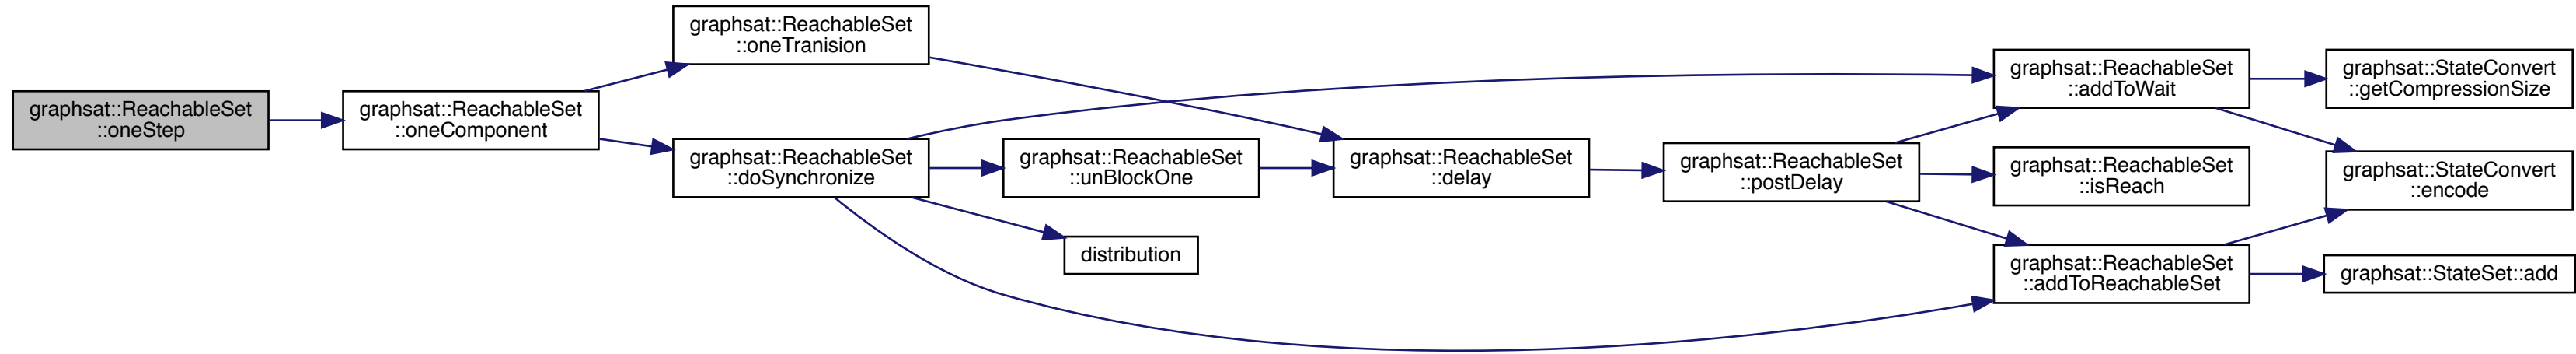 graphsat::ReachableSet
::oneStep
graphsat::ReachableSet
::oneComponent
graphsat::ReachableSet
::oneTranision
graphsat::ReachableSet
::doSynchronize
graphsat::ReachableSet
::unBlockOne
distribution
graphsat::ReachableSet
::delay
graphsat::ReachableSet
::postDelay
graphsat::ReachableSet
::addToWait
graphsat::ReachableSet
::isReach
graphsat::ReachableSet
::addToReachableSet
graphsat::StateConvert
::getCompressionSize
graphsat::StateConvert
::encode
graphsat::StateSet::add